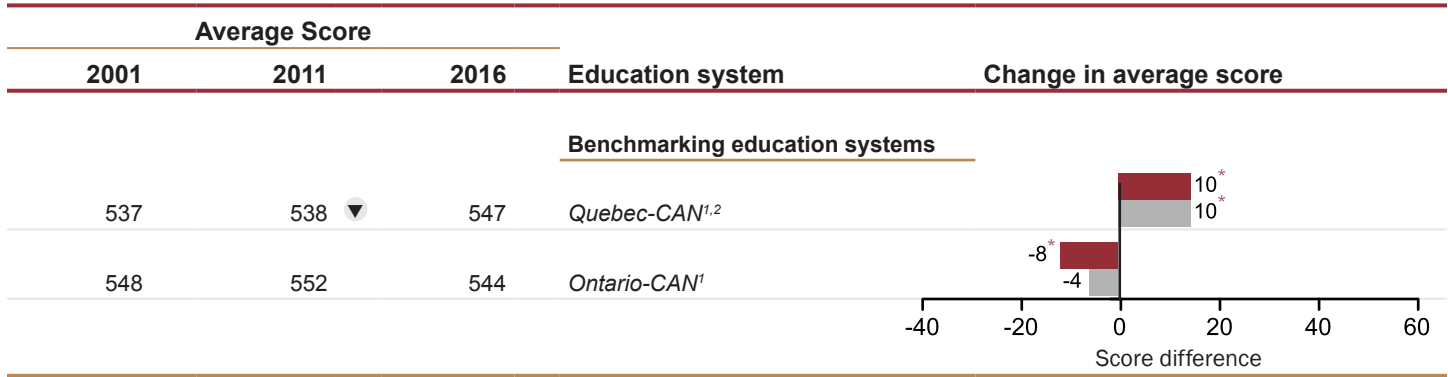 Average Score
2001 2011 2016 Education system Change in average score
Benchmarking education systems
537 538 ▼ 547 Quebec-CAN1,2 10*
10*
548 552 544 Ontario-CAN1 -8*
-4
-40 -20 0 20 40 60
Score difference